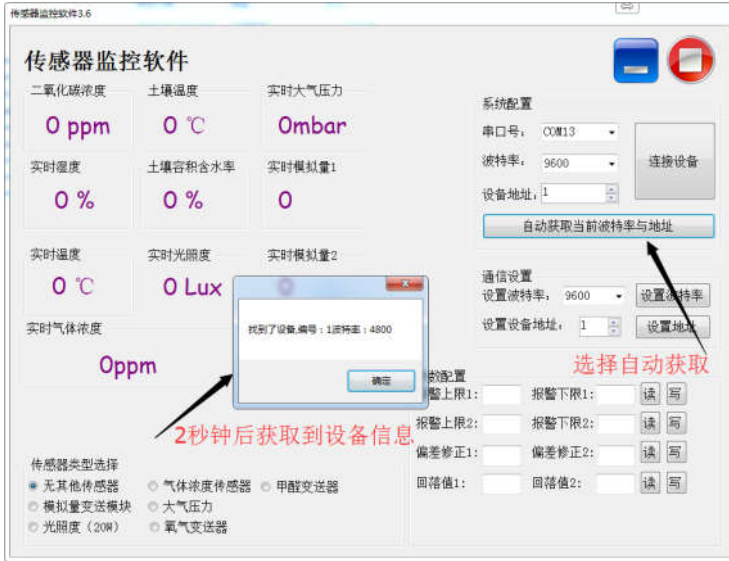 传感器监控软件3.6
传感器监控软件
二氧化碳浓度 土壤温度 实时大气压力
0 ppm 0 ℃ 0mbar
实时湿度 土壤容积含水率 实时模拟量1
0 % 0 % 0
实时温度 实时光照度 实时模拟量2
0 ℃ 0 Lux 0
实时气体浓度
0ppm
系统配置
串口号: COM13
波特率: 9600
设备地址: 1
连接设备
自动获取当前波特率与地址
通信设置
设置波特率: 9600 设置波特率
设置设备地址: 1 设置地址
选择自动获取
找到了设备,编号:1波特率:4800
确定
2秒钟后获取到设备信息
数配置
警上限1: 报警下限1: 读 写
报警上限2: 报警下限2: 读 写
偏差修正1: 偏差修正2: 读 写
回落值1: 回落值2: 读 写
传感器类型选择
无其他传感器 气体浓度传感器 甲醛变送器
模拟量变送模块 大气压力
光照度(20W) 氧气变送器